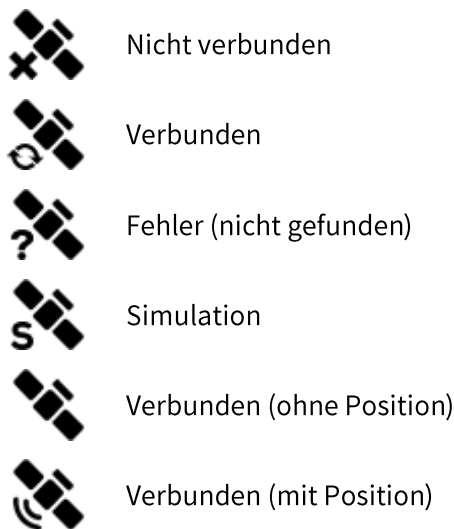 Nicht verbunden
Verbunden
? Fehler (nicht gefunden)
S Simulation
Verbunden (ohne Position)
Verbunden (mit Position)